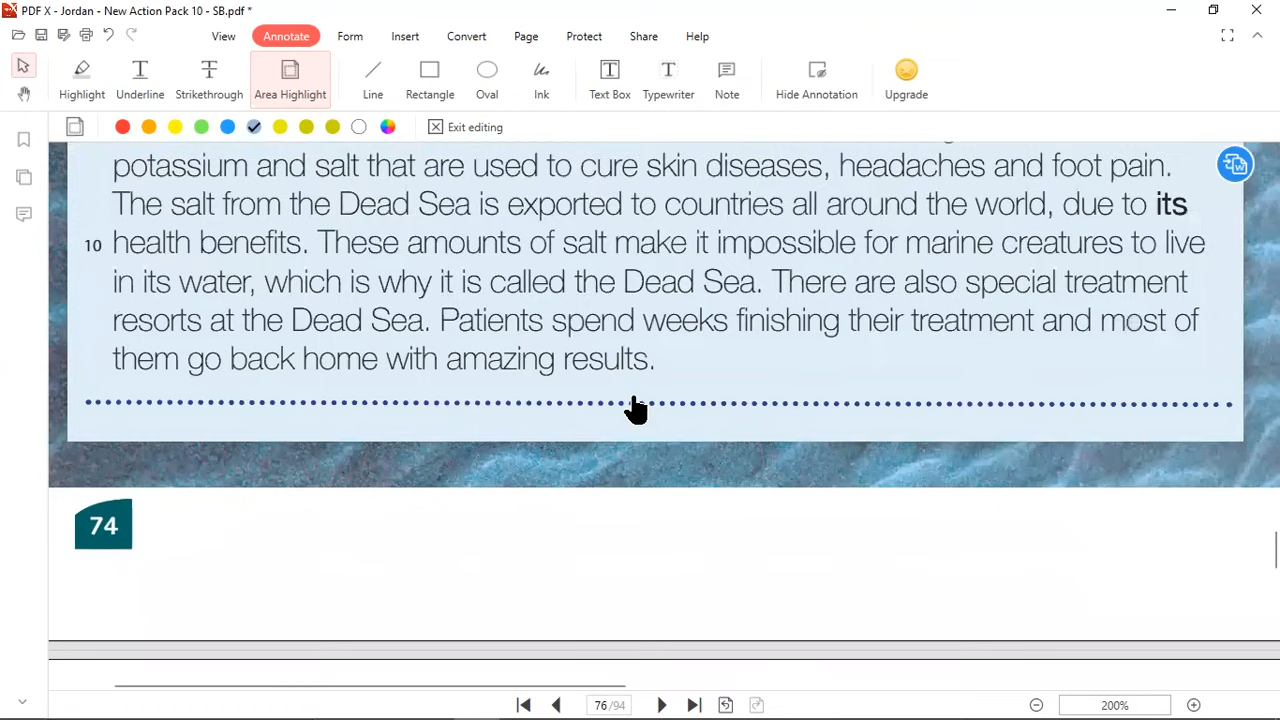 PDF X - Jordan - New Action Pack 10 - SB.pdf *
View Annotate Form Insert Convert Page Protect Share Help
Highlight Underline Strikethrough Area Highlight Line Rectangle Oval Ink Text Box Typewriter Note Hide Annotation Upgrade
Exit editing
potassium and salt that are used to cure skin diseases, headaches and foot pain.
The salt from the Dead Sea is exported to countries all around the world, due to its
10 health benefits. These amounts of salt make it impossible for marine creatures to live
in its water, which is why it is called the Dead Sea. There are also special treatment
resorts at the Dead Sea. Patients spend weeks finishing their treatment and most of
them go back home with amazing results.
74
76 /94 200%